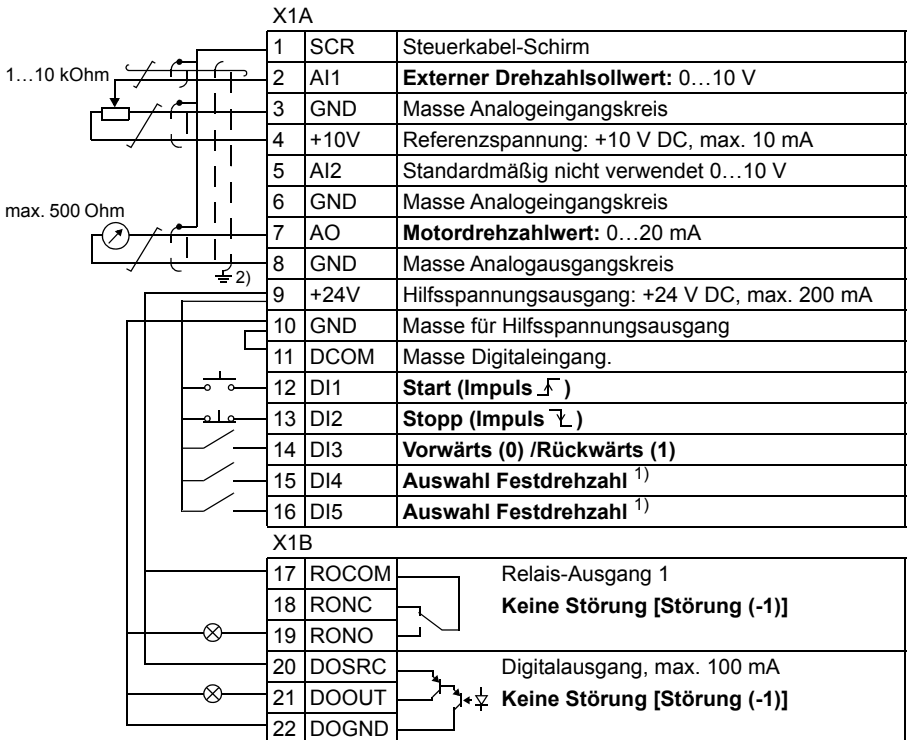 X1A
1 SCR Steuerkabel-Schirm
1…10 kOhm
2 AI1 Externer Drehzahlsollwert: 0…10 V
3 GND Masse Analogeingangskreis
4 +10V Referenzspannung: +10 V DC, max. 10 mA
5 AI2 Standardmäßig nicht verwendet 0…10 V
6 GND Masse Analogeingangskreis
max. 500 Ohm
7 AO Motordrehzahlwert: 0…20 mA
8 GND Masse Analogausgangskreis
2)
9 +24V Hilfsspannungsausgang: +24 V DC, max. 200 mA
10 GND Masse für Hilfsspannungsausgang
11 DCOM Masse Digitaleingang.
12 DI1 Start (Impuls )
13 DI2 Stopp (Impuls )
14 DI3 Vorwärts (0) /Rückwärts (1)
15 DI4 Auswahl Festdrehzahl 1)
16 DI5 Auswahl Festdrehzahl 1)
X1B
17 ROCOM Relais-Ausgang 1
18 RONC Keine Störung [Störung (-1)]
19 RONO
20 DOSRC Digitalausgang, max. 100 mA
21 DOOUT Keine Störung [Störung (-1)]
22 DOGND